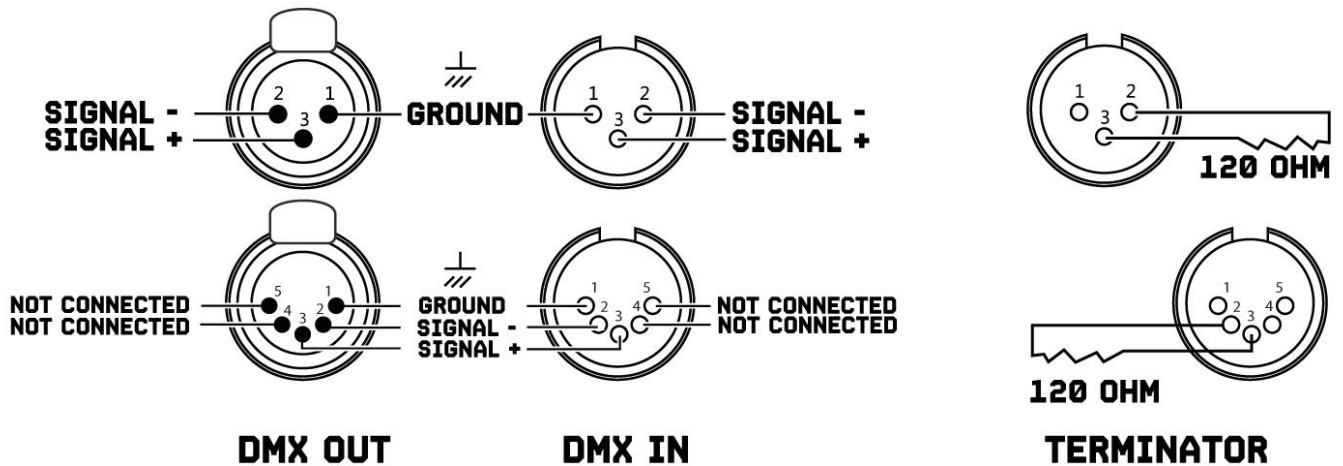 2 1 1 2 1 2
SIGNAL - GROUND SIGNAL -
3 3 3
SIGNAL + SIGNAL +
120 OHM
5 1 1 5 1 5
NOT CONNECTED GROUND NOT CONNECTED
4 2 2 4 2 4
NOT CONNECTED SIGNAL - NOT CONNECTED
3 3 3
SIGNAL +
120 OHM
DMX OUT DMX IN TERMINATOR